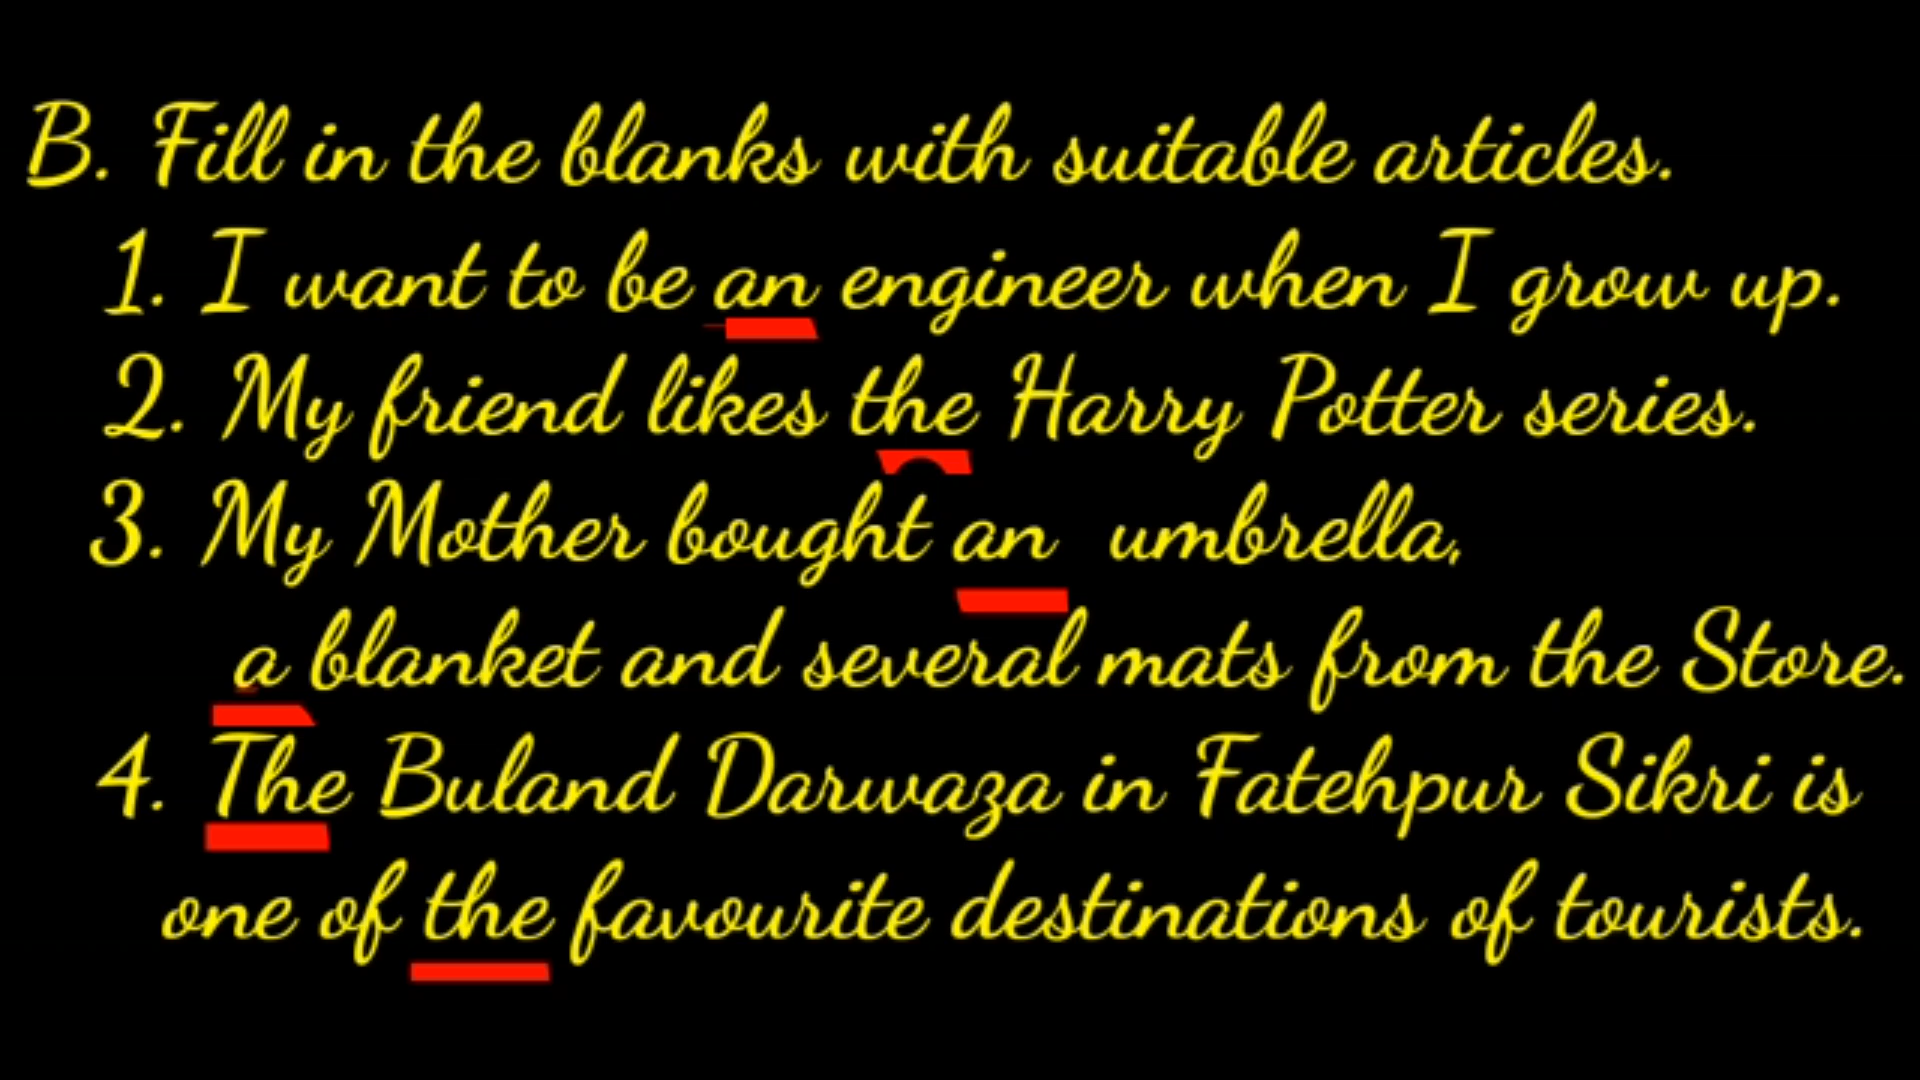 B. Fill in the blanks with suitable articles.
1. I want to be an engineer when I grow up.
2. My friend likes the Harry Potter series.
3. My Mother bought an umbrella,
a blanket and several mats from the Store.
4. The Buland Darwaza in Fatehpur Sikri is
one of the favourite destinations of tourists.